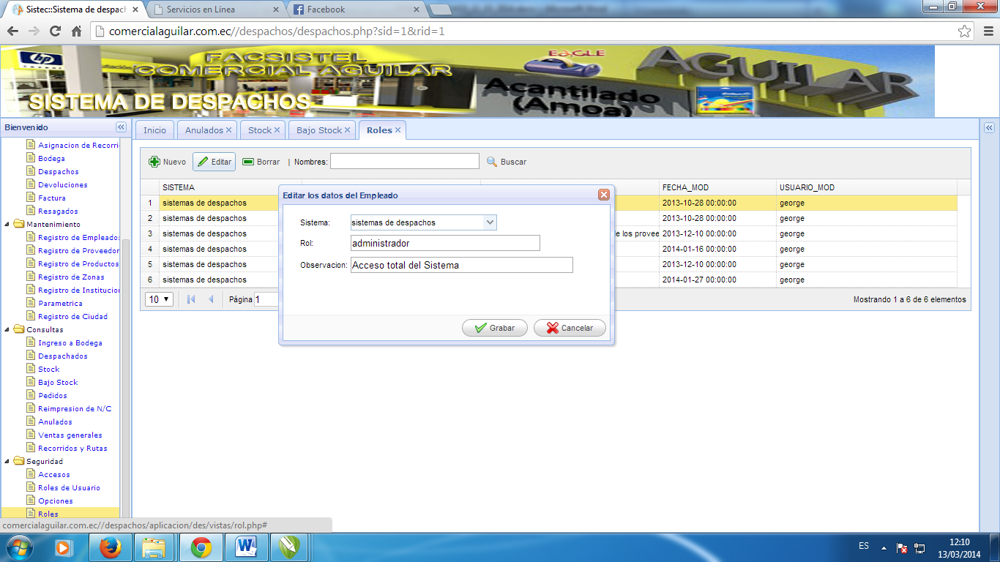 Sistec::Sistema de despach
Servicios en Línea
Facebook
comercialaguilar.com.ec//despachos/despachos.php?sid=1&rid=1
hp
FACSISTEL
COMERCIAL AGUILAR
SISTEMA DE DESPACHOS
EAGLE
AGUILAR
Acantilado
(Amoa)
Bienvenido
Inicio
Anulados
Stock
Bajo Stock
Roles
Asignacion de Recorri
Bodega
Despachos
Devoluciones
Factura
Resagados
Mantenimiento
Registro de Empleados
Registro de Proveedor
Registro de Productos
Registro de Zonas
Registro de Institucion
Parametrica
Registro de Ciudad
Consultas
Ingreso a Bodega
Despachados
Stock
Bajo Stock
Pedidos
Reimpresion de N/C
Anulados
Ventas generales
Recorridos y Rutas
Seguridad
Accesos
Roles de Usuario
Opciones
Roles
Nuevo Editar Borrar | Nombres: Buscar
SISTEMA FECHA_MOD USUARIO_MOD
1 sistemas de despachos 2013-10-28 00:00:00 george
2 sistemas de despachos 2013-10-28 00:00:00 george
3 sistemas de despachos e los provee 2013-12-10 00:00:00 george
4 sistemas de despachos 2014-01-16 00:00:00 george
5 sistemas de despachos 2013-12-10 00:00:00 george
6 sistemas de despachos 2014-01-27 00:00:00 george
10 Página 1 Mostrando 1 a 6 de 6 elementos
Editar los datos del Empleado
Sistema: sistemas de despachos
Rol: administrador
Observacion: Acceso total del Sistema
Grabar Cancelar
comercialaguilar.com.ec//despachos/aplicacion/des/vistas/rol.php#
ES
12:10
13/03/2014